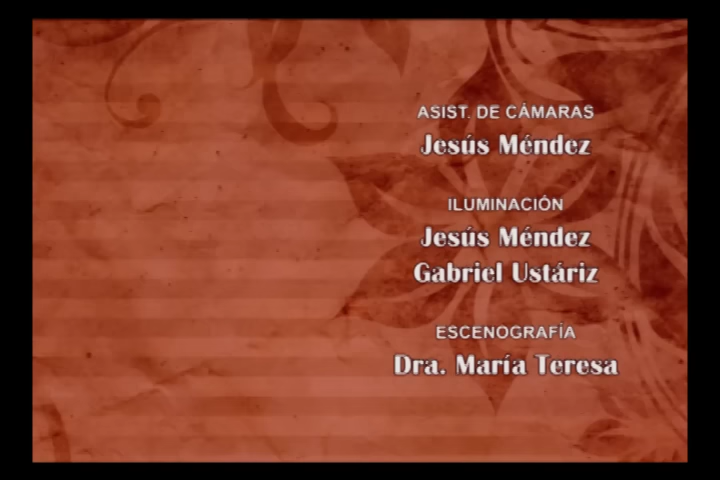 ASIST. DE CÁMARAS
Jesús Méndez
ILUMINACIÓN
Jesús Méndez
Gabriel Ustáriz
ESCENOGRAFÍA
Dra. María Teresa